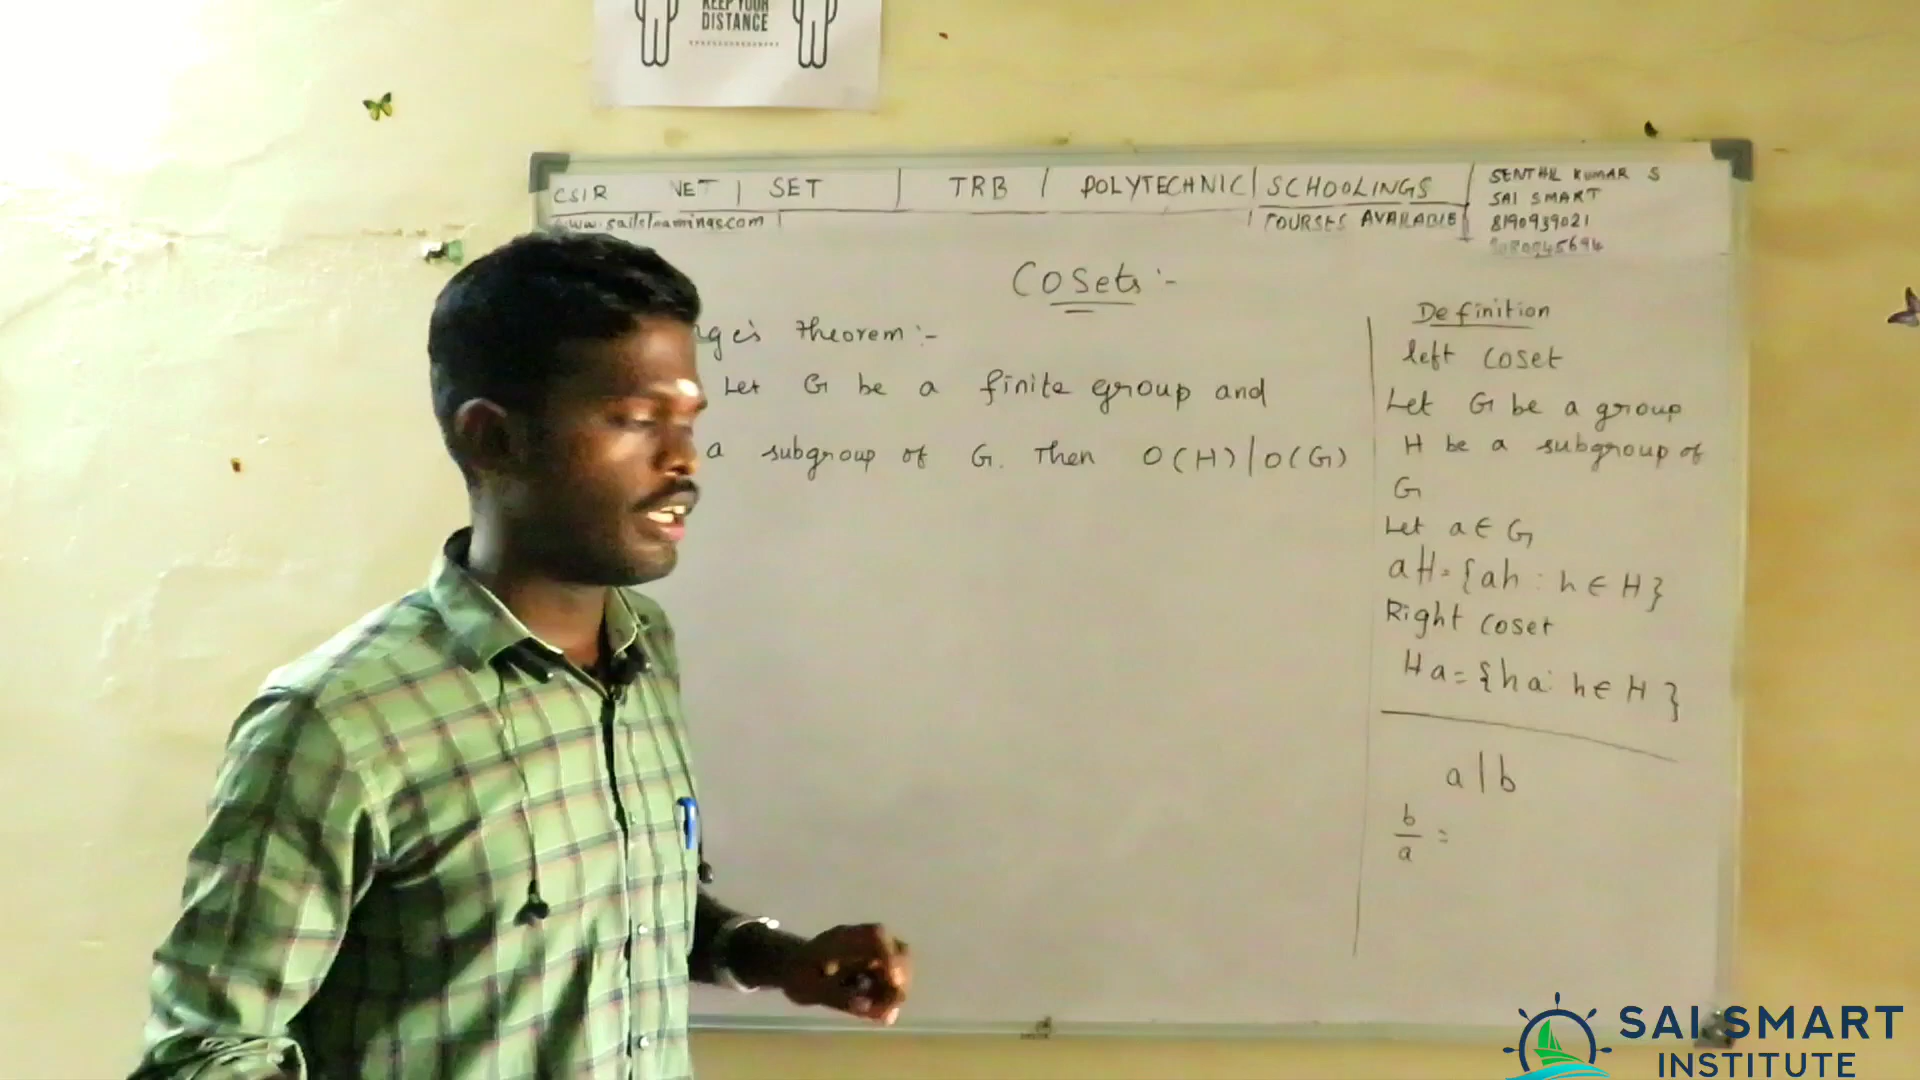 KEEP YOUR
DISTANCE
CSIR NET | SET | TRB | POLYTECHNIC | SCHOOLINGS
COURSES AVAILABLE
SENTHIL KUMAR S
SAI SMART
8190939021
Cosets :-
theorem :-
Let G be a finite group and
a subgroup of G. Then O(H) | O(G)
Definition
left coset
Let G be a group
H be a subgroup of
G
Let a ∈ G,
aH = {ah : h ∈ H}
Right coset
Ha = {ha : h ∈ H}
a | b
b/a =
SAI SMART
INSTITUTE